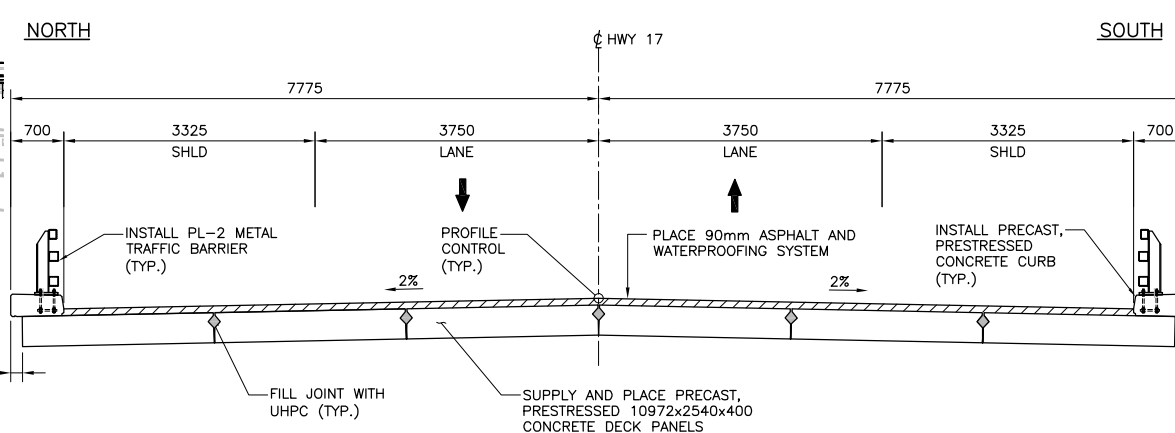 NORTH
℄ HWY 17
SOUTH
7775
7775
700
3325
3750
3750
3325
700
SHLD
LANE
LANE
SHLD
INSTALL PL-2 METAL
TRAFFIC BARRIER
(TYP.)
PROFILE
CONTROL
(TYP.)
PLACE 90mm ASPHALT AND
WATERPROOFING SYSTEM
INSTALL PRECAST,
PRESTRESSED
CONCRETE CURB
(TYP.)
2%
2%
FILL JOINT WITH
UHPC (TYP.)
SUPPLY AND PLACE PRECAST,
PRESTRESSED 10972x2540x400
CONCRETE DECK PANELS